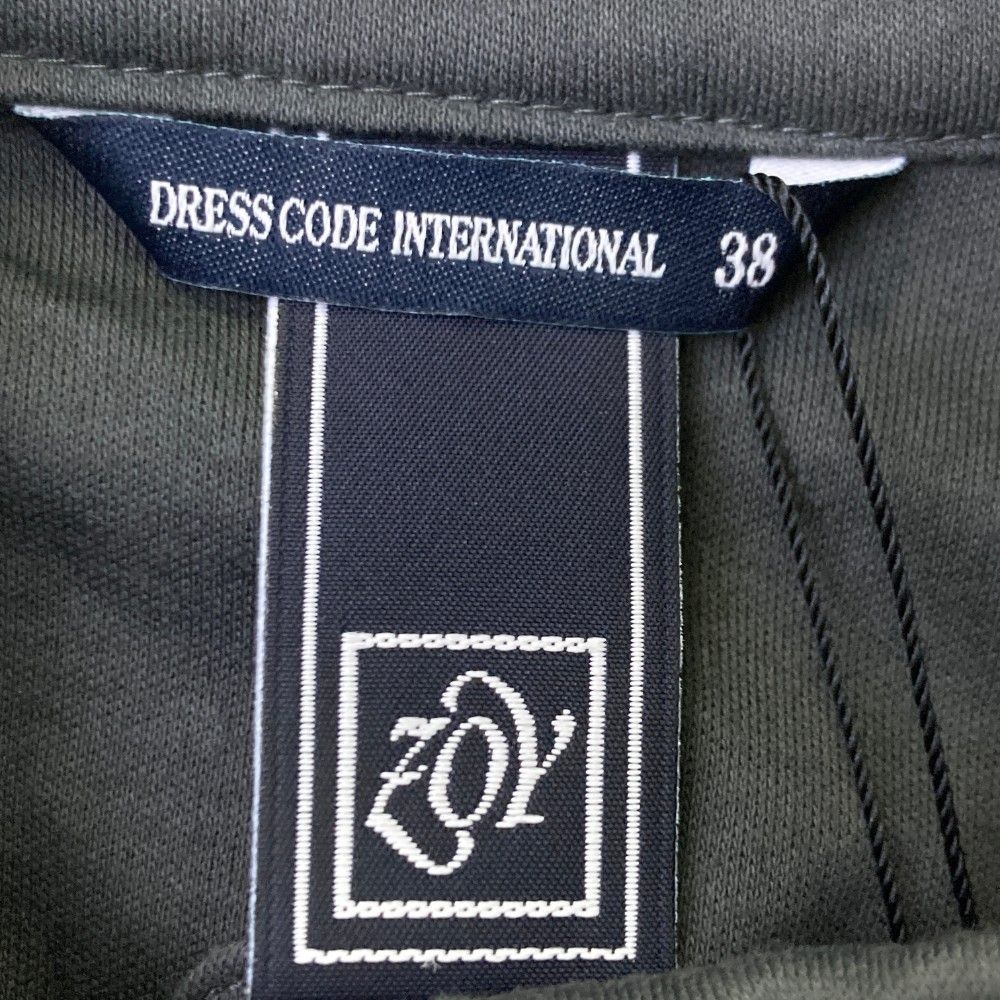 DRESS CODE INTERNATIONAL 38
ZOY